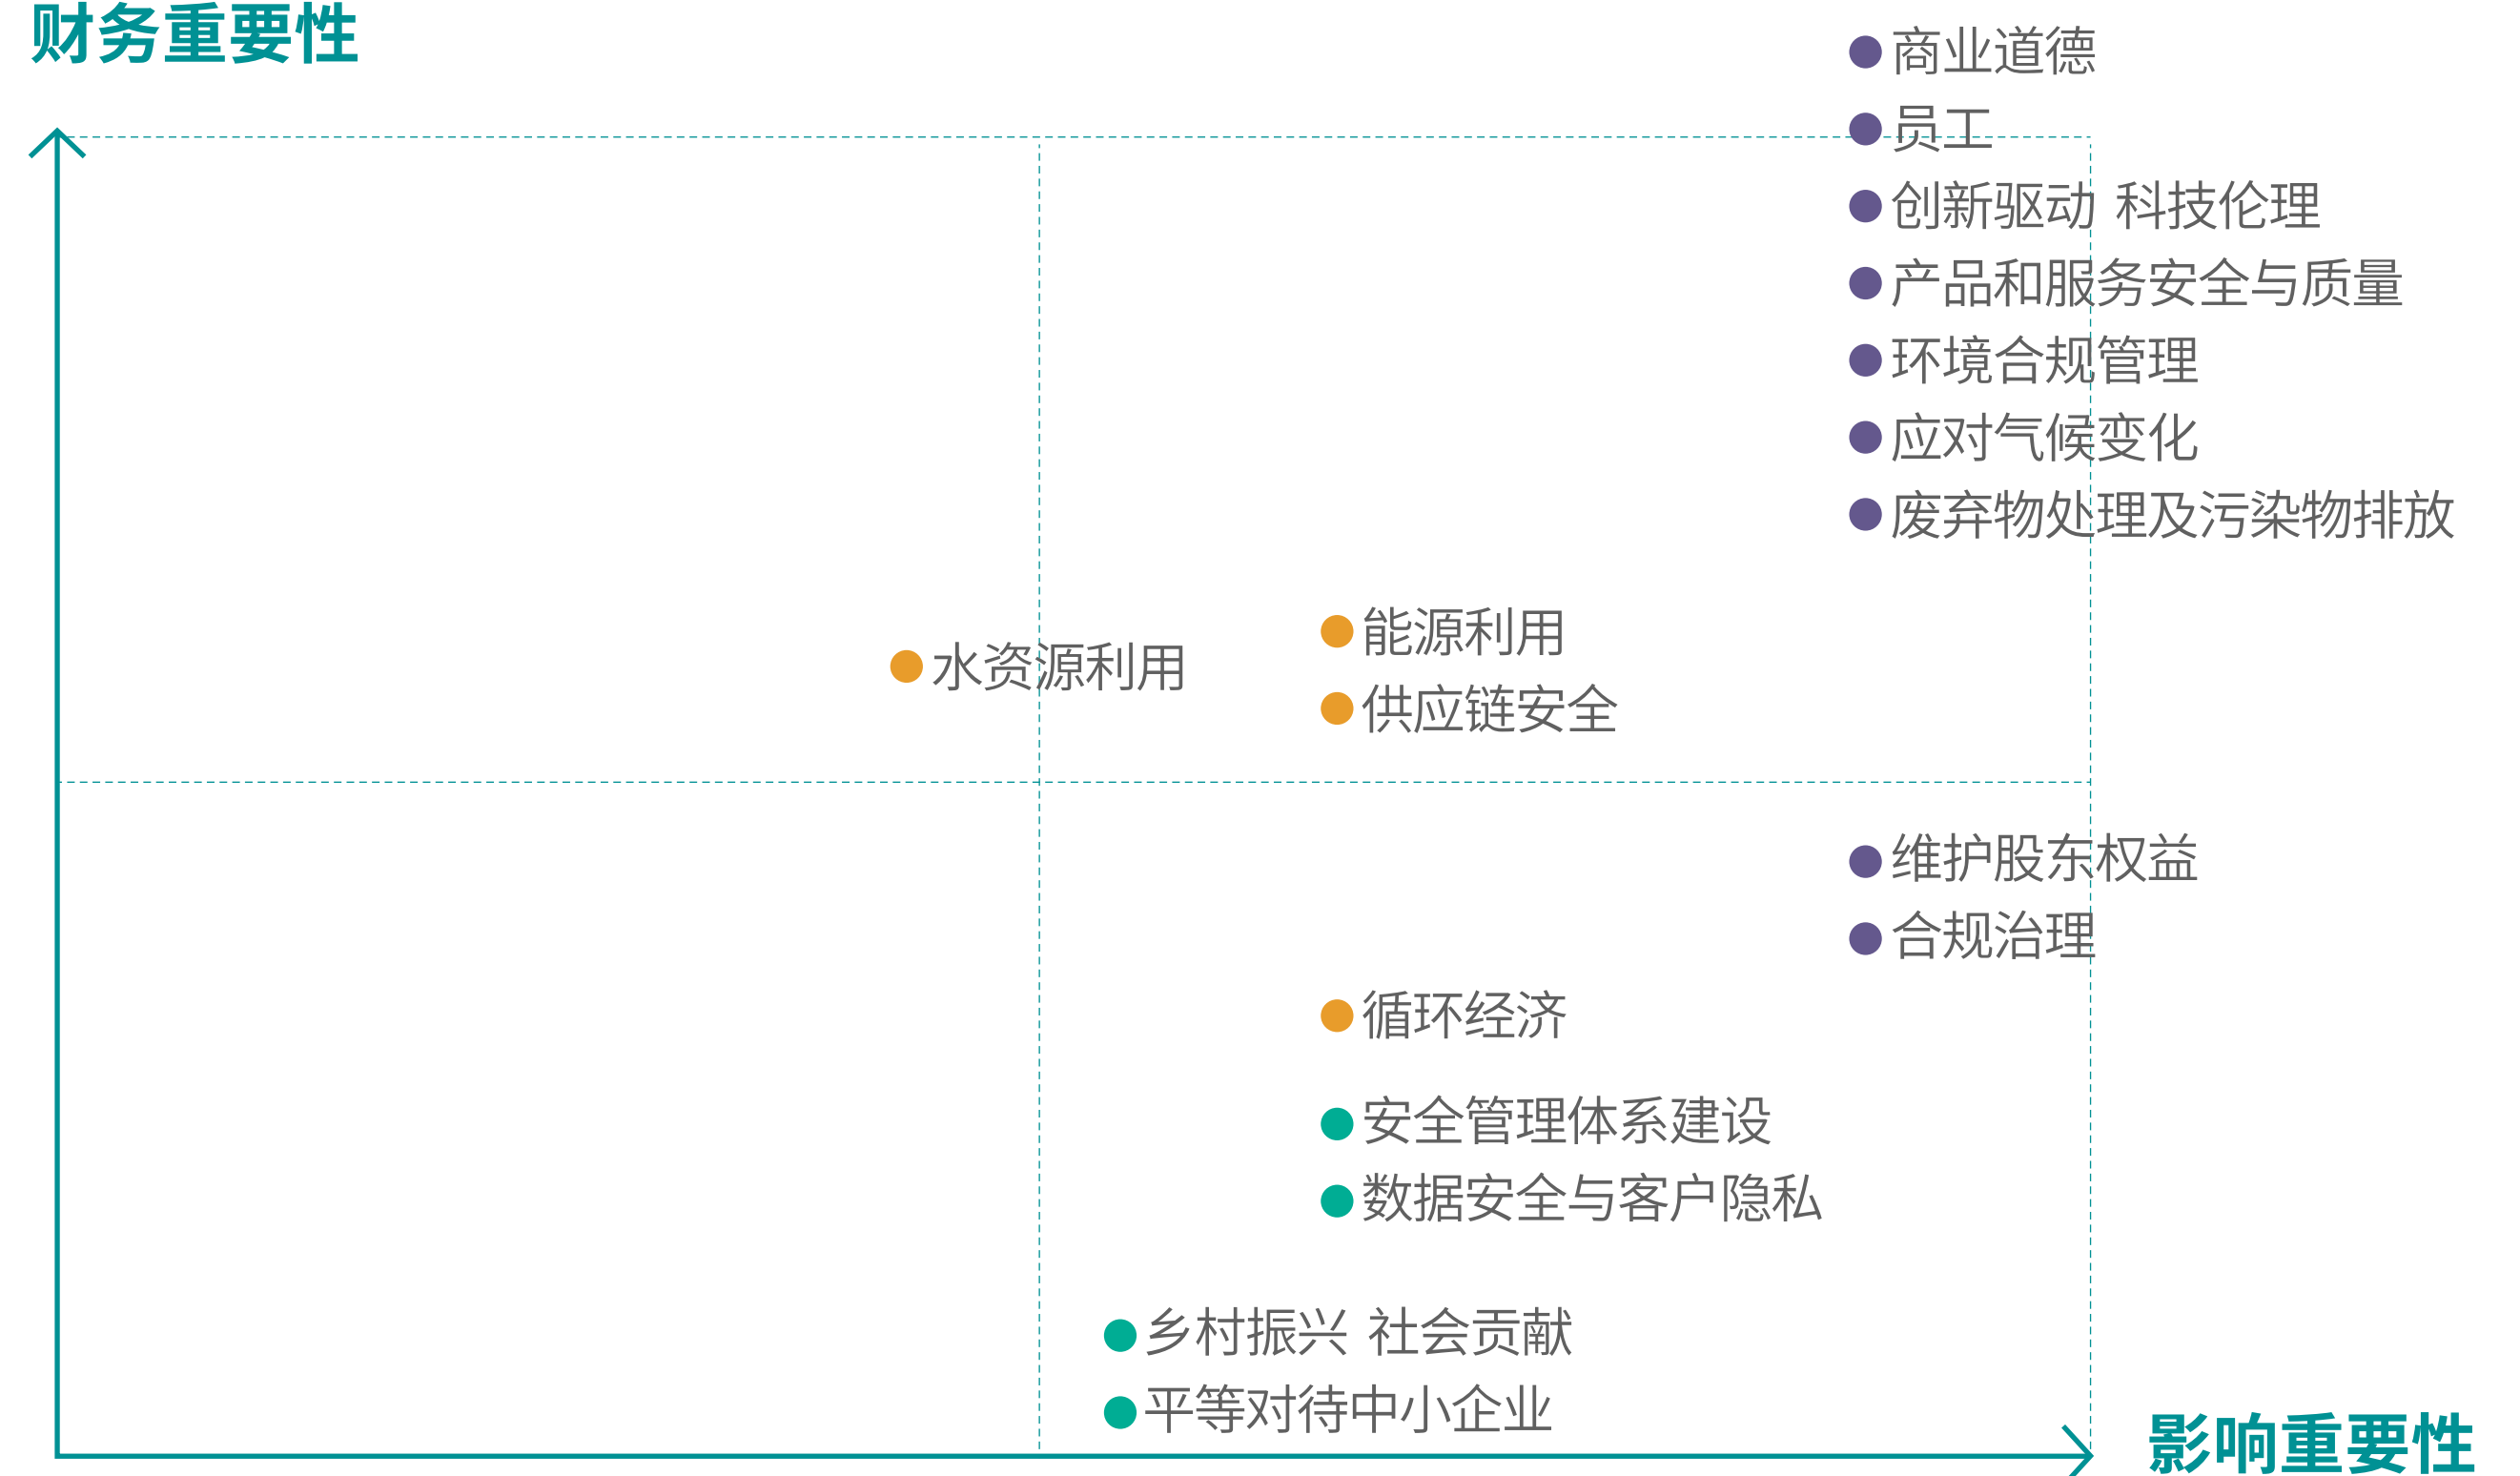 财务重要性
商业道德
员工
创新驱动 科技伦理
产品和服务安全与质量
环境合规管理
应对气候变化
废弃物处理及污染物排放
能源利用
水资源利用
供应链安全
维护股东权益
合规治理
循环经济
安全管理体系建设
数据安全与客户隐私
乡村振兴 社会贡献
平等对待中小企业
影响重要性